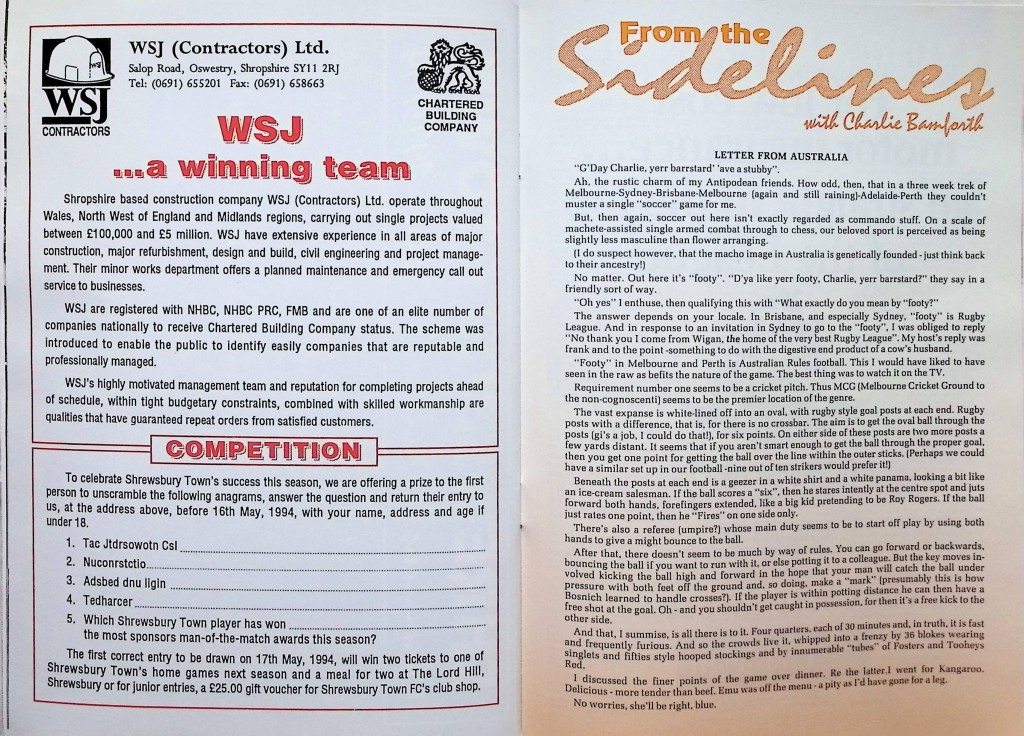 WSJ
CONTRACTORS
WSJ (Contractors) Ltd.
Salop Road, Oswestry, Shropshire SY11 2RJ
Tel: (0691) 655201 Fax: (0691) 658663
CHARTERED
BUILDING
COMPANY
WSJ
...a winning team
Shropshire based construction company WSJ (Contractors) Ltd. operate throughout
Wales, North West of England and Midlands regions, carrying out single projects valued
between £100,000 and £5 million. WSJ have extensive experience in all areas of major
construction, major refurbishment, design and build, civil engineering and project manage-
ment. Their minor works department offers a planned maintenance and emergency call out
service to businesses.
WSJ are registered with NHBC, NHBC PRC, FMB and are one of an elite number of
companies nationally to receive Chartered Building Company status. The scheme was
introduced to enable the public to identify easily companies that are reputable and
professionally managed.
WSJ's highly motivated management team and reputation for completing projects ahead
of schedule, within tight budgetary constraints, combined with skilled workmanship are
qualities that have guaranteed repeat orders from satisfied customers.
COMPETITION
To celebrate Shrewsbury Town's success this season, we are offering a prize to the first
person to unscramble the following anagrams, answer the question and return their entry to
us, at the address above, before 16th May, 1994, with your name, address and age if
under 18.
1. Tac Jtdrsowotn Csl
2. Nuconrstctio
3. Adsbed dnu ligin
4. Tedharcer
5. Which Shrewsbury Town player has won
the most sponsors man-of-the-match awards this season?
The first correct entry to be drawn on 17th May, 1994, will win two tickets to one of
Shrewsbury Town's home games next season and a meal for two at The Lord Hill,
Shrewsbury or for junior entries, a £25.00 gift voucher for Shrewsbury Town FC's club shop.
From the
Sidelines
with Charlie Bamforth
LETTER FROM AUSTRALIA
"G'Day Charlie, yerr barrstard' 'ave a stubby".
Ah, the rustic charm of my Antipodean friends. How odd, then, that in a three week trek of
Melbourne-Sydney-Brisbane-Melbourne (again and still raining)-Adelaide-Perth they couldn't
muster a single "soccer" game for me.
But, then again, soccer out here isn't exactly regarded as commando stuff. On a scale of
machete-assisted single armed combat through to chess, our beloved sport is perceived as being
slightly less masculine than flower arranging.
(I do suspect however, that the macho image in Australia is genetically founded - just think back
to their ancestry!)
No matter. Out here it's "footy". "D'ya like yerr footy, Charlie, yerr barrstard?" they say in a
friendly sort of way.
"Oh yes" I enthuse, then qualifying this with "What exactly do you mean by "footy?"
The answer depends on your locale. In Brisbane, and especially Sydney, "footy" is Rugby
League. And in response to an invitation in Sydney to go to the "footy", I was obliged to reply
"No thank you I come from Wigan, the home of the very best Rugby League". My host's reply was
frank and to the point -something to do with the digestive end product of a cow's husband.
"Footy" in Melbourne and Perth is Australian Rules football. This I would have liked to have
seen in the raw as befits the nature of the game. The best thing was to watch it on the TV.
Requirement number one seems to be a cricket pitch. Thus MCG (Melbourne Cricket Ground to
the non-cognoscenti) seems to be the premier location of the genre.
The vast expanse is white-lined off into an oval, with rugby style goal posts at each end. Rugby
posts with a difference, that is, for there is no crossbar. The aim is to get the oval ball through the
posts (gi's a job, I could do that!), for six points. On either side of these posts are two more posts a
few yards distant. It seems that if you aren't smart enough to get the ball through the proper goal,
then you get one point for getting the ball over the line within the outer sticks. (Perhaps we could
have a similar set up in our football -nine out of ten strikers would prefer it!)
Beneath the posts at each end is a geezer in a white shirt and a white panama, looking a bit like
an ice-cream salesman. If the ball scores a "six", then he stares intently at the centre spot and juts
forward both hands, forefingers extended, like a big kid pretending to be Roy Rogers. If the ball
just rates one point, then he "Fires" on one side only.
There's also a referee (umpire?) whose main duty seems to be to start off play by using both
hands to give a might bounce to the ball.
After that, there doesn't seem to be much by way of rules. You can go forward or backwards,
bouncing the ball if you want to run with it, or else potting it to a colleague. But the key moves in-
volved kicking the ball high and forward in the hope that your man will catch the ball under
pressure with both feet off the ground and, so doing, make a "mark" (presumably this is how
Bosnich learned to handle crosses?). If the player is within potting distance he can then have a
free shot at the goal. Oh - and you shouldn't get caught in possession, for then it's a free kick to the
other side.
And that, I summise, is all there is to it. Four quarters, each of 30 minutes and, in truth, it is fast
and frequently furious. And so the crowds live it, whipped into a frenzy by 36 blokes wearing
singlets and fifties style hooped stockings and by innumerable "tubes" of Fosters and Tooheys
Red.
I discussed the finer points of the game over dinner. Re the latter.I went for Kangaroo.
Delicious - more tender than beef. Emu was off the menu - a pity as I'd have gone for a leg.
No worries, she'll be right, blue.